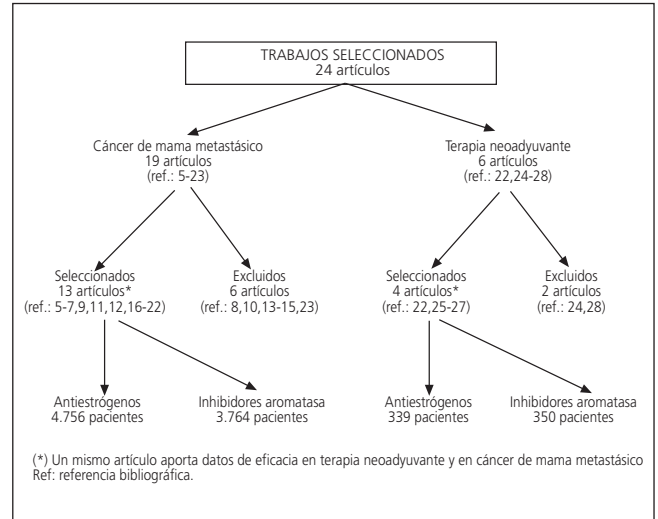 TRABAJOS SELECCIONADOS
24 artículos
Cáncer de mama metastásico
19 artículos
(ref.: 5-23)
Terapia neoadyuvante
6 artículos
(ref.: 22,24-28)
Seleccionados
13 artículos*
(ref.: 5-7,9,11,12,16-22)
Excluidos
6 artículos
(ref.: 8,10,13-15,23)
Seleccionados
4 artículos*
(ref.: 22,25-27)
Excluidos
2 artículos
(ref.: 24,28)
Antiestrógenos
4.756 pacientes
Inhibidores aromatasa
3.764 pacientes
Antiestrógenos
339 pacientes
Inhibidores aromatasa
350 pacientes
(*) Un mismo artículo aporta datos de eficacia en terapia neoadyuvante y en cáncer de mama metastásico
Ref: referencia bibliográfica.